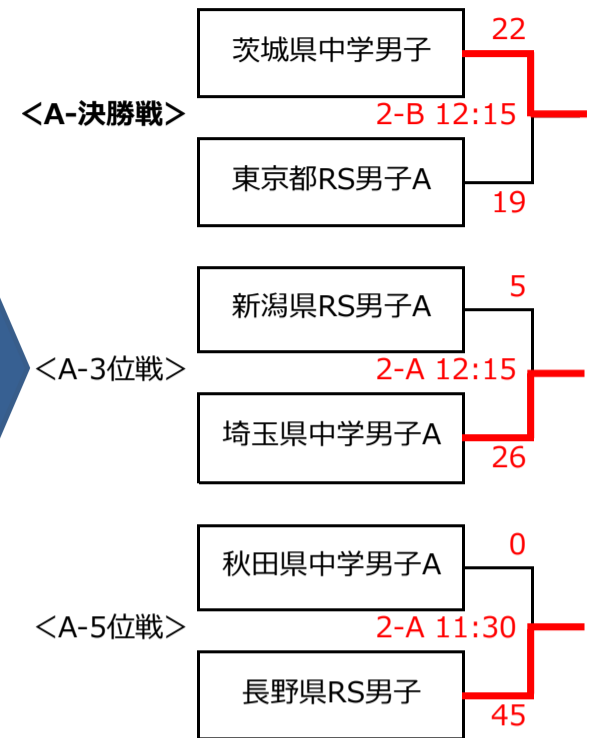 22
茨城県中学男子
<A-決勝戦>
2-B 12:15
東京都RS男子A
19
5
新潟県RS男子A
<A-3位戦>
2-A 12:15
埼玉県中学男子A
26
0
秋田県中学男子A
<A-5位戦>
2-A 11:30
長野県RS男子
45